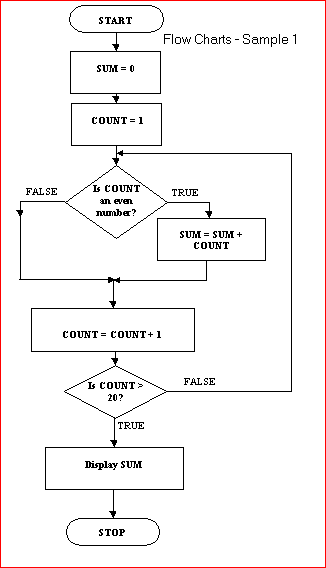 START
Flow Charts - Sample 1
SUM = 0
COUNT = 1
Is COUNT
an even
number?
FALSE
TRUE
SUM = SUM +
COUNT
COUNT = COUNT + 1
Is COUNT >
20?
FALSE
TRUE
Display SUM
STOP